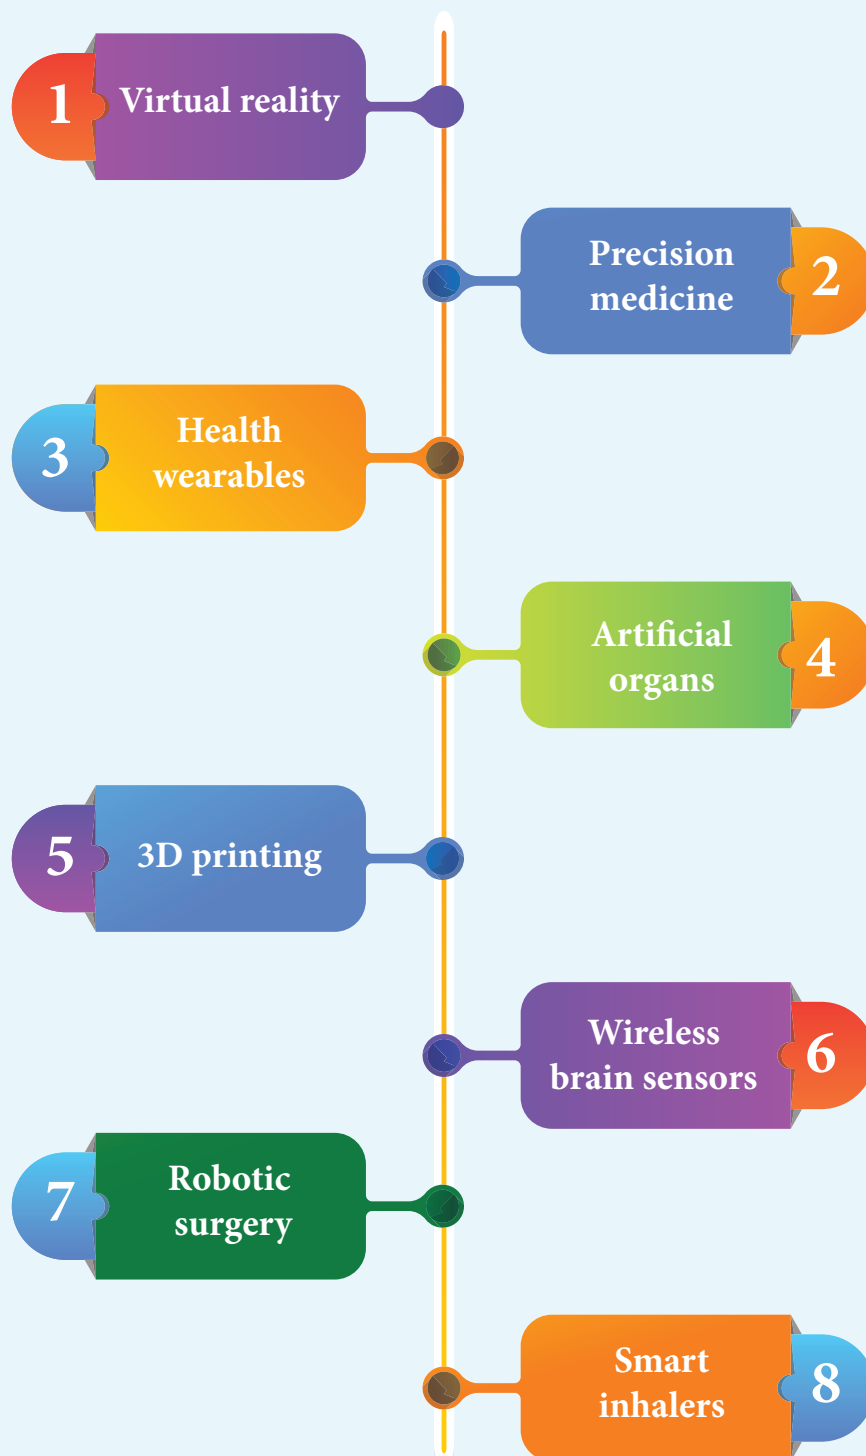 1
Virtual reality
Precision
medicine
2
3
Health
wearables
Artificial
organs
4
5
3D printing
Wireless
brain sensors
6
7
Robotic
surgery
Smart
inhalers
8